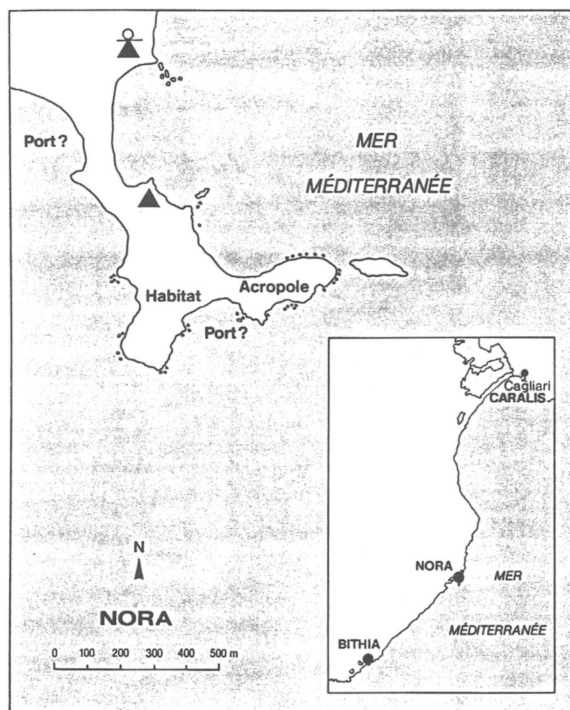 Port ?
MER
MÉDITERRANÉE
Habitat
Acropole
Port ?
N
NORA
0 100 200 300 400 500 m
Cagliari
CARALIS
NORA
MER
MÉDITERRANÉE
BITHIA